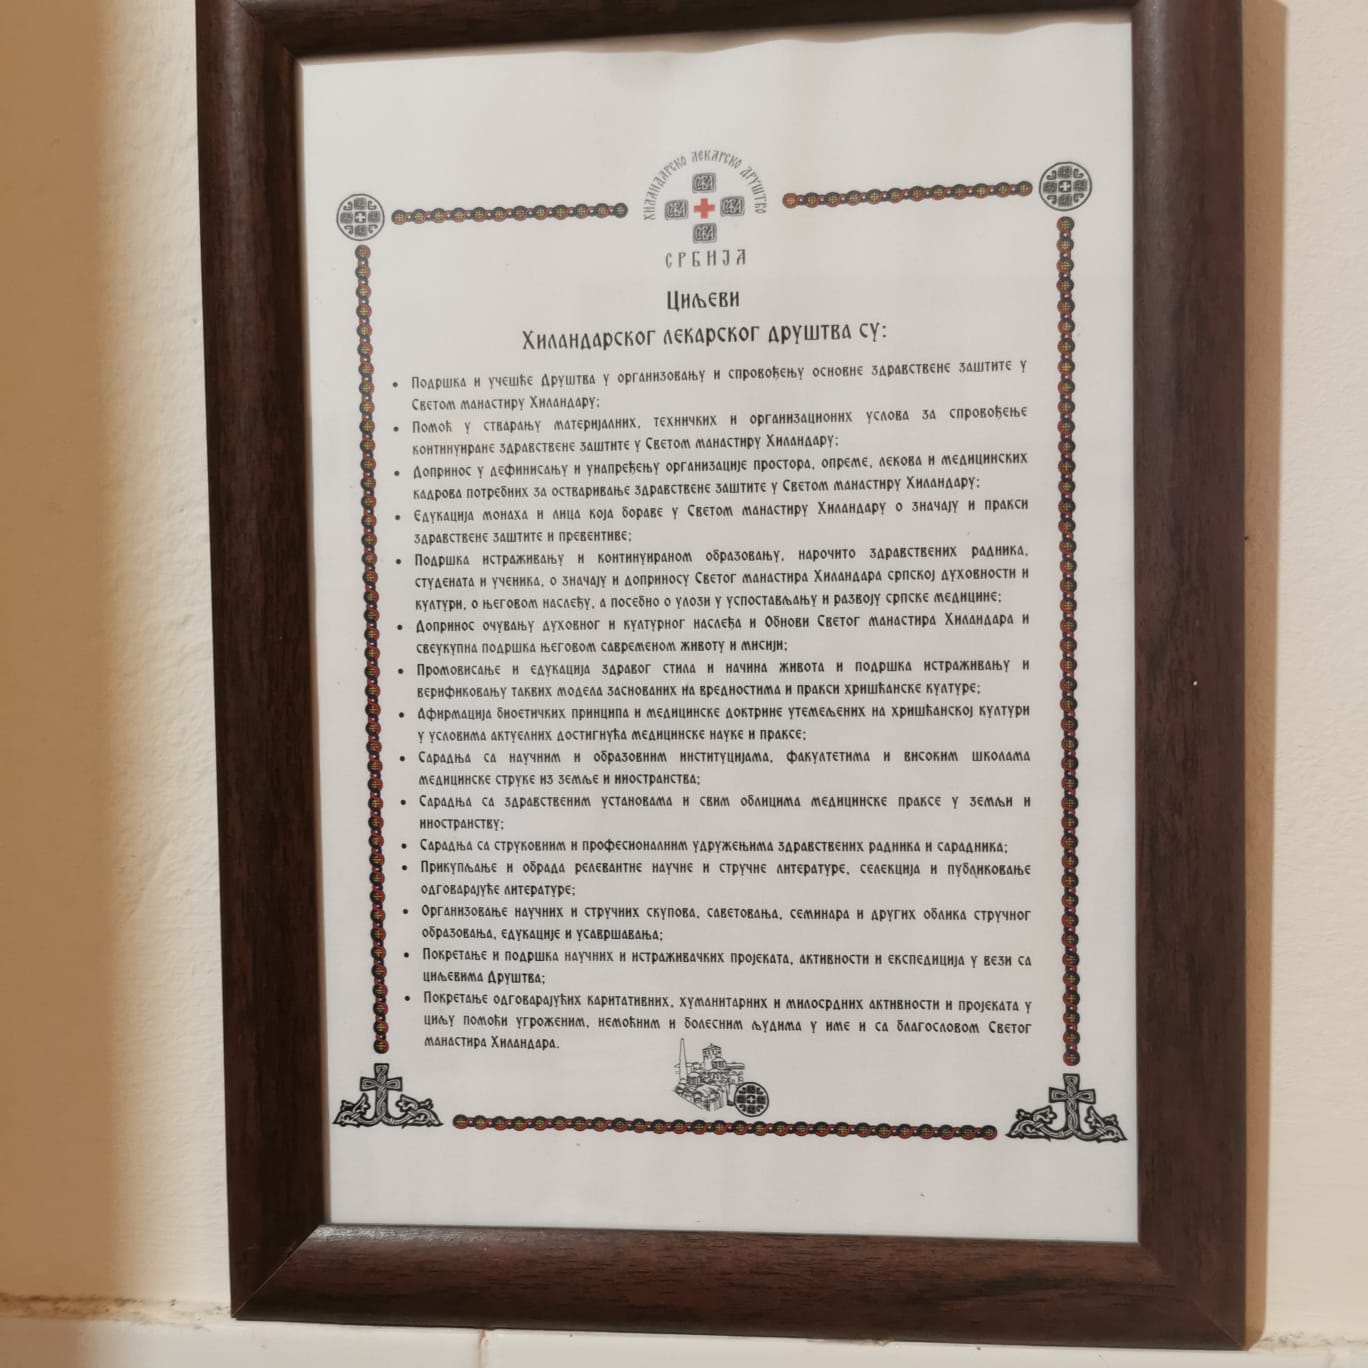 ХИЛАНДАРСКО ЛЕКАРСКО ДРУШТВО
СРБИЈА
Циљеви
Хиландарског лекарског друштва су:
• Подршка и учешће Друштва у организовању и спровођењу основне здравствене заштите у
Светом манастиру Хиландару;
• Помоћ у стварању материјалних, техничких и организационих услова за спровођење
континуиране здравствене заштите у Светом манастиру Хиландару;
• Допринос у дефинисању и унапређењу организације простора, опреме, лекова и медицинских
кадрова потребних за остваривање здравствене заштите у Светом манастиру Хиландару;
• Едукација монаха и лица која бораве у Светом манастиру Хиландару о значају и пракси
здравствене заштите и превентиве;
• Подршка истраживању и континуираном образовању, нарочито здравствених радника,
студената и ученика, о значају и доприносу Светог манастира Хиландара српској духовности и
култури, о његовом наслеђу, а посебно о улози у успостављању и развоју српске медицине;
• Допринос очувању духовног и културног наслеђа и Обнови Светог манастира Хиландара и
свеукупна подршка његовом савременом животу и мисији;
• Промовисање и едукација здравог стила и начина живота и подршка истраживању и
верификовању таквих модела заснованих на вредностима и пракси хришћанске културе;
• Афирмација биоетичких принципа и медицинске доктрине утемељених на хришћанској култури
у условима актуелних достигнућа медицинске науке и праксе;
• Сарадња са научним и образовним институцијама, факултетима и високим школама
медицинске струке из земље и иностранства;
• Сарадња са здравственим установама и свим облицима медицинске праксе у земљи и
иностранству;
• Сарадња са струковним и професионалним удружењима здравствених радника и сарадника;
• Прикупљање и обрада релевантне научне и стручне литературе, селекција и публиковање
одговарајуће литературе;
• Организовање научних и стручних скупова, саветовања, семинара и других облика стручног
образовања, едукације и усавршавања;
• Покретање и подршка научних и истраживачких пројеката, активности и експедиција у вези са
циљевима Друштва;
• Покретање одговарајућих каритативних, хуманитарних и милосрдних активности и пројеката у
циљу помоћи угроженим, немоћним и болесним људима у име и са благословом Светог
манастира Хиландара.